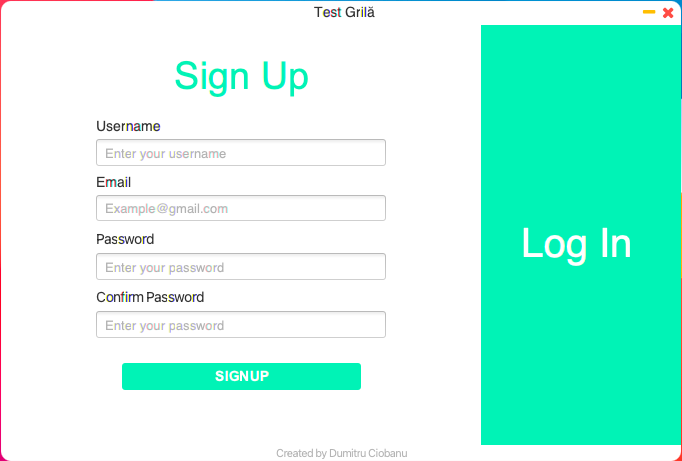 Test Grilă
Sign Up
Username
Enter your username
Email
Example@gmail.com
Password
Enter your password
Confirm Password
Enter your password
SIGNUP
Log In
Created by Dumitru Ciobanu